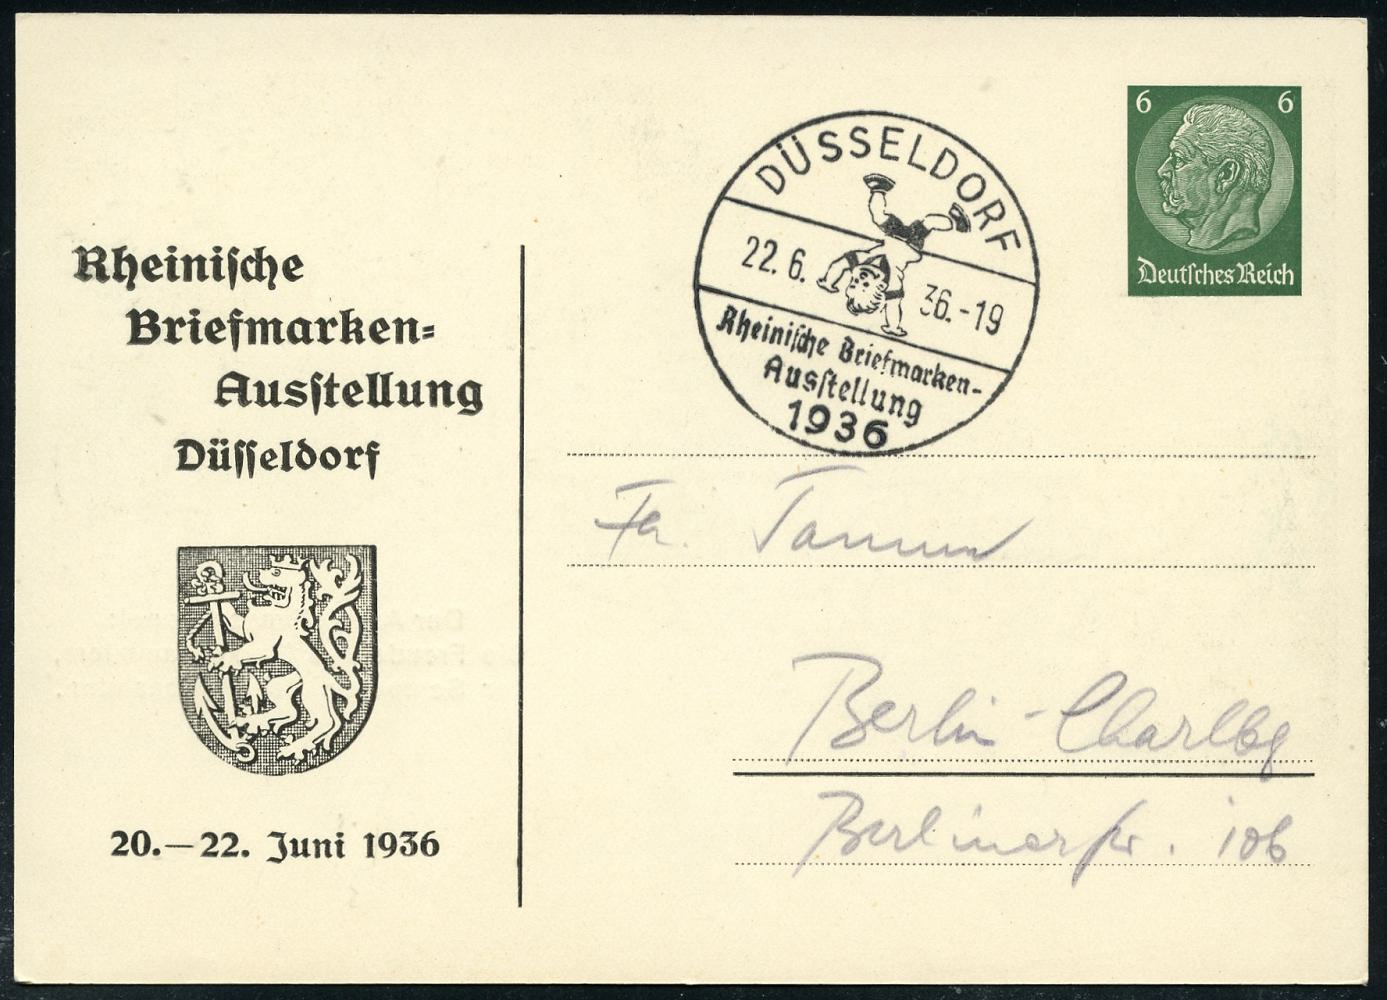 Rheinische
Briefmarken-
Ausstellung
Düsseldorf
20.—22. Juni 1936
DÜSSELDORF
22. 6. 36.-19
Rheinische Briefmarken-
Ausstellung
1936
6 6
Deutsches Reich
Fa.
Berlin-Charlbg
Berlinerstr. 106